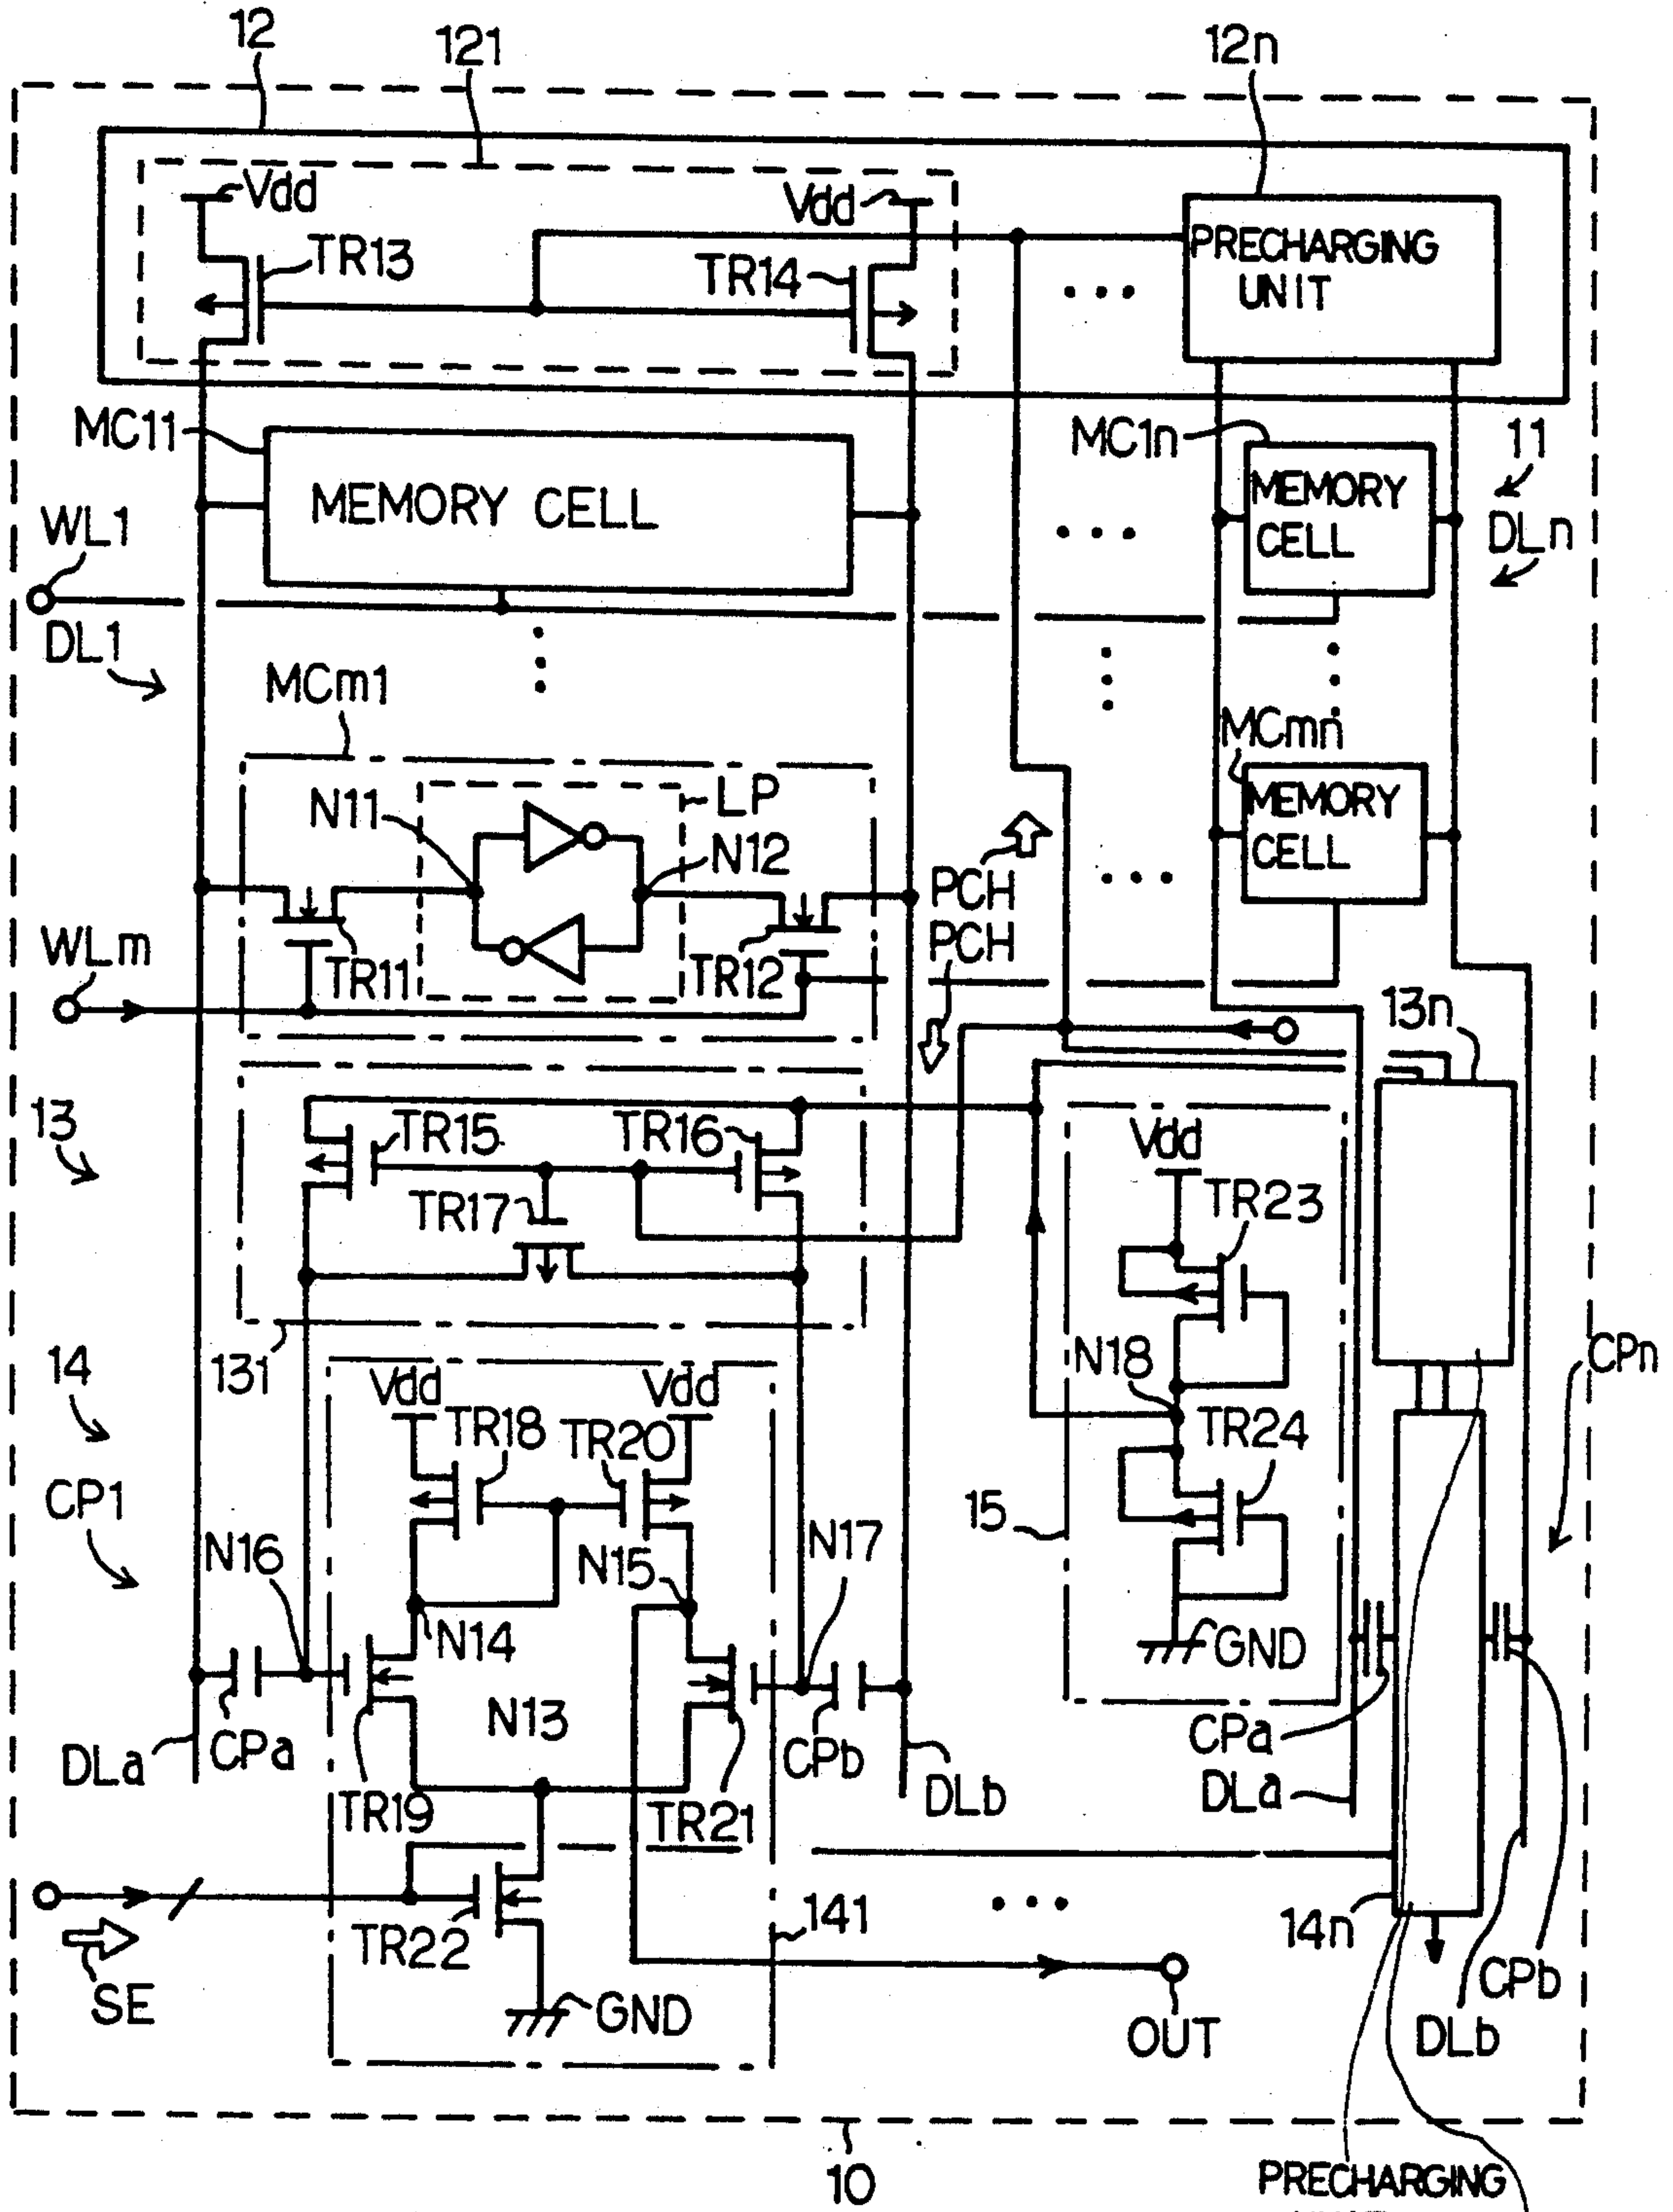 12
121
12n
Vdd
Vdd
TR13
TR14
PRECHARGING
UNIT
MC11
MEMORY CELL
MC1n
MEMORY
CELL
11
DLn
WL1
DL1
MCm1
MCmn
MEMORY
CELL
N11
LP
N12
PCH
PCH
WLm
TR11
TR12
13n
13
TR15
TR16
TR17
Vdd
TR23
131
14
N18
CPn
Vdd
Vdd
TR18
TR20
TR24
CP1
15
N16
N15
N17
N14
GND
N13
CPa
DLa
CPb
CPa
DLa
DLb
TR19
TR21
TR22
141
14n
CPb
SE
GND
OUT
DLb
10
PRECHARGING